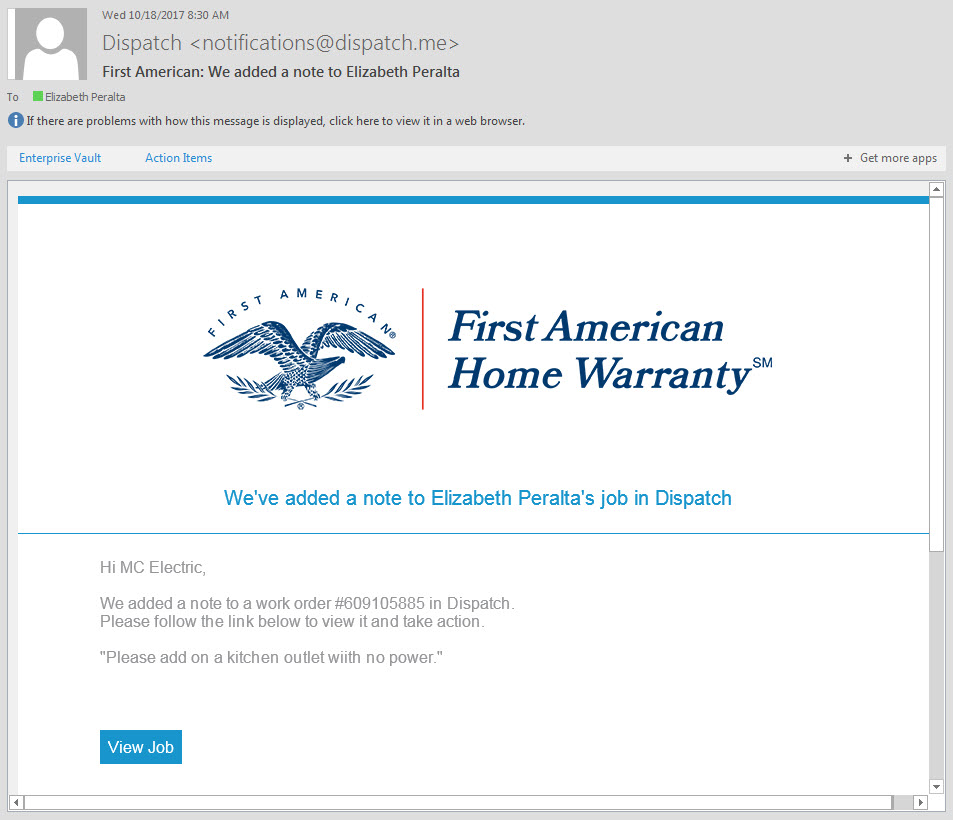 Wed 10/18/2017 8:30 AM
Dispatch <notifications@dispatch.me>
First American: We added a note to Elizabeth Peralta
To Elizabeth Peralta
If there are problems with how this message is displayed, click here to view it in a web browser.
Enterprise Vault Action Items + Get more apps
FIRST AMERICAN®
®
First American
Home Warranty℠
We've added a note to Elizabeth Peralta's job in Dispatch
Hi MC Electric,
We added a note to a work order #609105885 in Dispatch.
Please follow the link below to view it and take action.
"Please add on a kitchen outlet wiith no power."
View Job